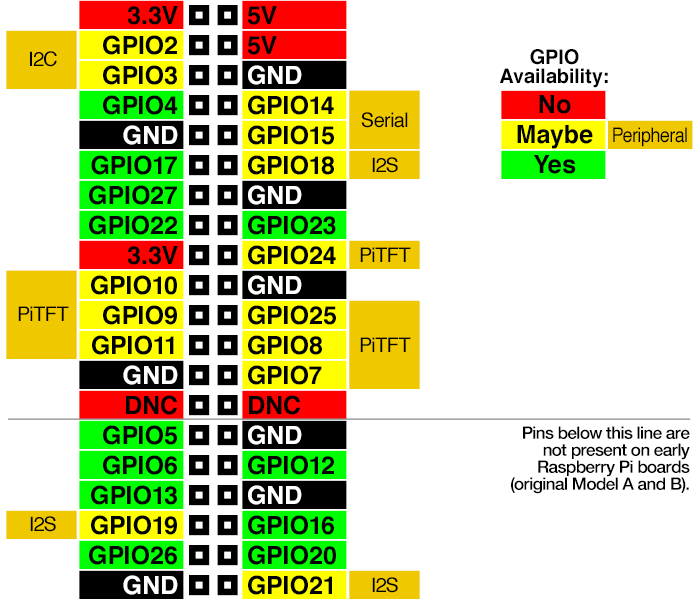 3.3V 5V
I2C GPIO2 5V
GPIO3 GND
GPIO4 GPIO14 Serial
GND GPIO15
GPIO17 GPIO18 I2S
GPIO27 GND
GPIO22 GPIO23
3.3V GPIO24 PiTFT
PiTFT GPIO10 GND
GPIO9 GPIO25 PiTFT
GPIO11 GPIO8
GND GPIO7
DNC DNC
GPIO5 GND
GPIO6 GPIO12
GPIO13 GND
I2S GPIO19 GPIO16
GPIO26 GPIO20
GND GPIO21 I2S
GPIO
Availability:
No
Maybe Peripheral
Yes
Pins below this line are
not present on early
Raspberry Pi boards
(original Model A and B).